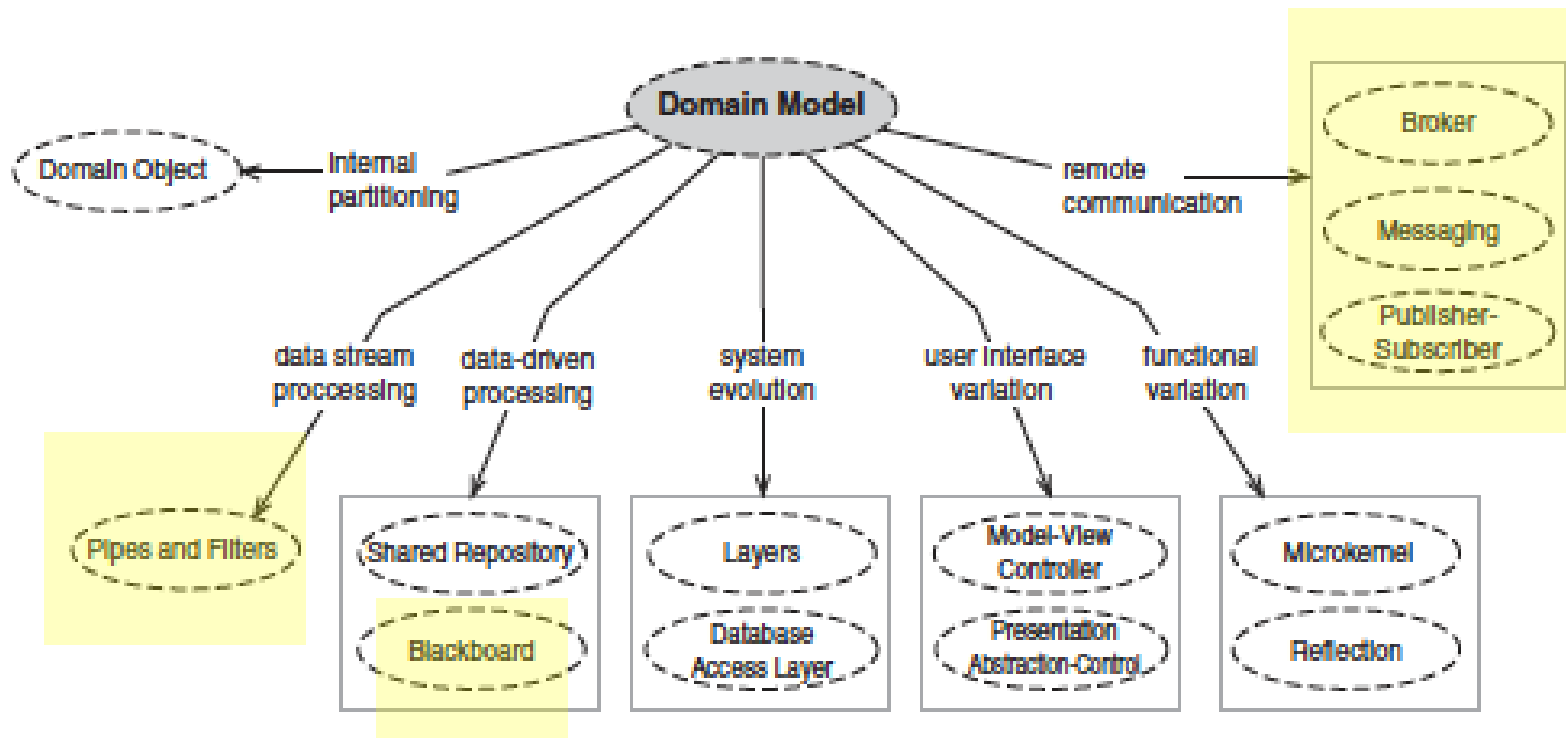 Domain Model
Broker
Domain Object
internal
partitioning
remote
communication
Messaging
Publisher-
Subscriber
data stream
proccessing
data-driven
processing
system
evolution
user interface
variation
functional
variation
Pipes and Filters
Shared Repository
Layers
Model-View
Controller
Microkernel
Blackboard
Database
Access Layer
Presentation
Abstraction-Control
Reflection